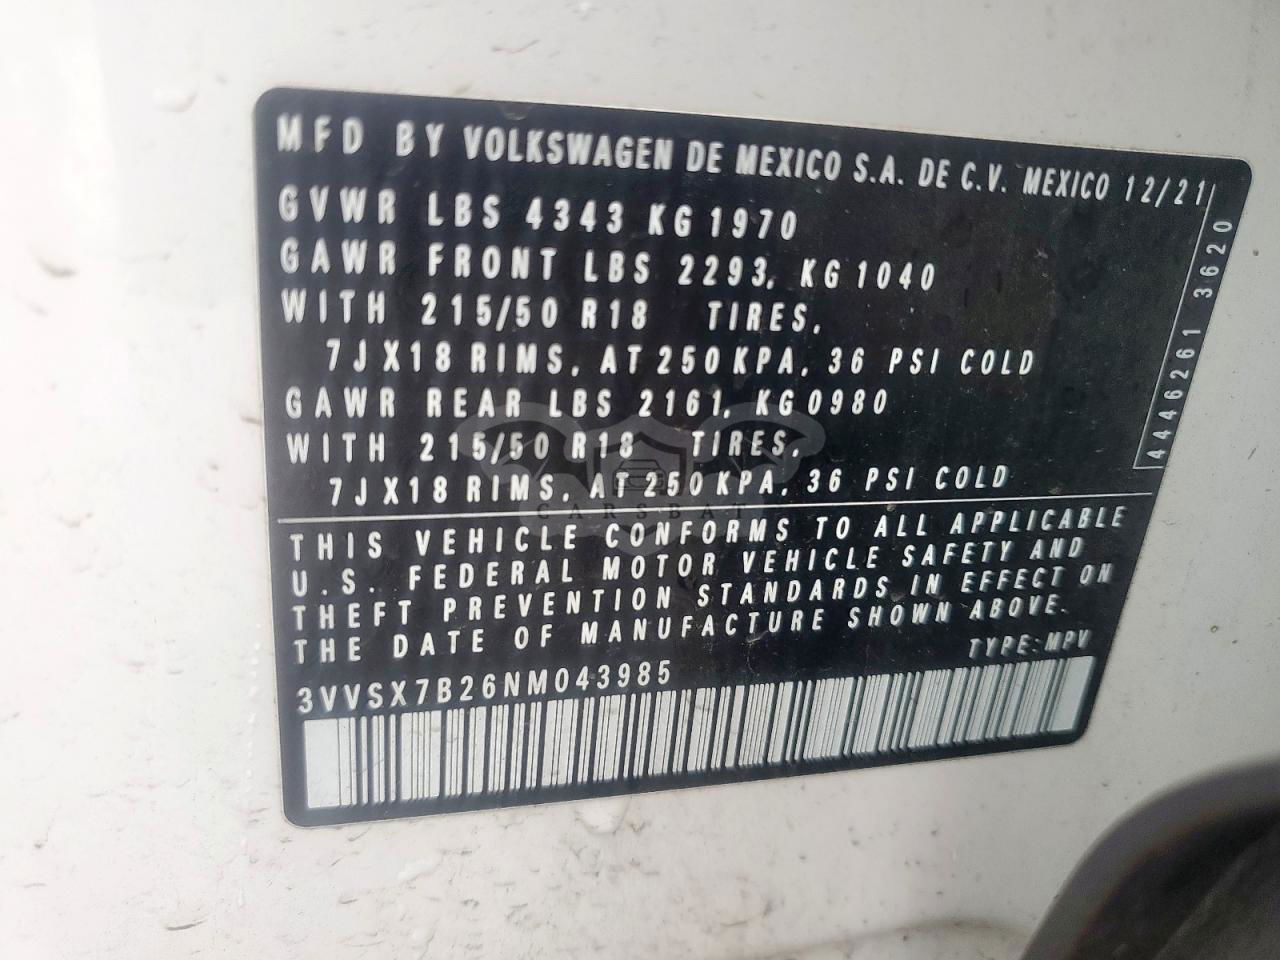 MFD BY VOLKSWAGEN DE MEXICO S.A. DE C.V. MEXICO 12/21
GVWR LBS 4343 KG 1970
GAWR FRONT LBS 2293, KG 1040
WITH 215/50 R18 TIRES,
7JX18 RIMS, AT 250 KPA, 36 PSI COLD
GAWR REAR LBS 2161, KG 0980
WITH 215/50 R18 TIRES,
7JX18 RIMS, AT 250 KPA, 36 PSI COLD
4446261 3620
THIS VEHICLE CONFORMS TO ALL APPLICABLE
U.S. FEDERAL MOTOR VEHICLE SAFETY AND
THEFT PREVENTION STANDARDS IN EFFECT ON
THE DATE OF MANUFACTURE SHOWN ABOVE.
TYPE: MPV
3VVSX7B26NM043985
CARSBAT